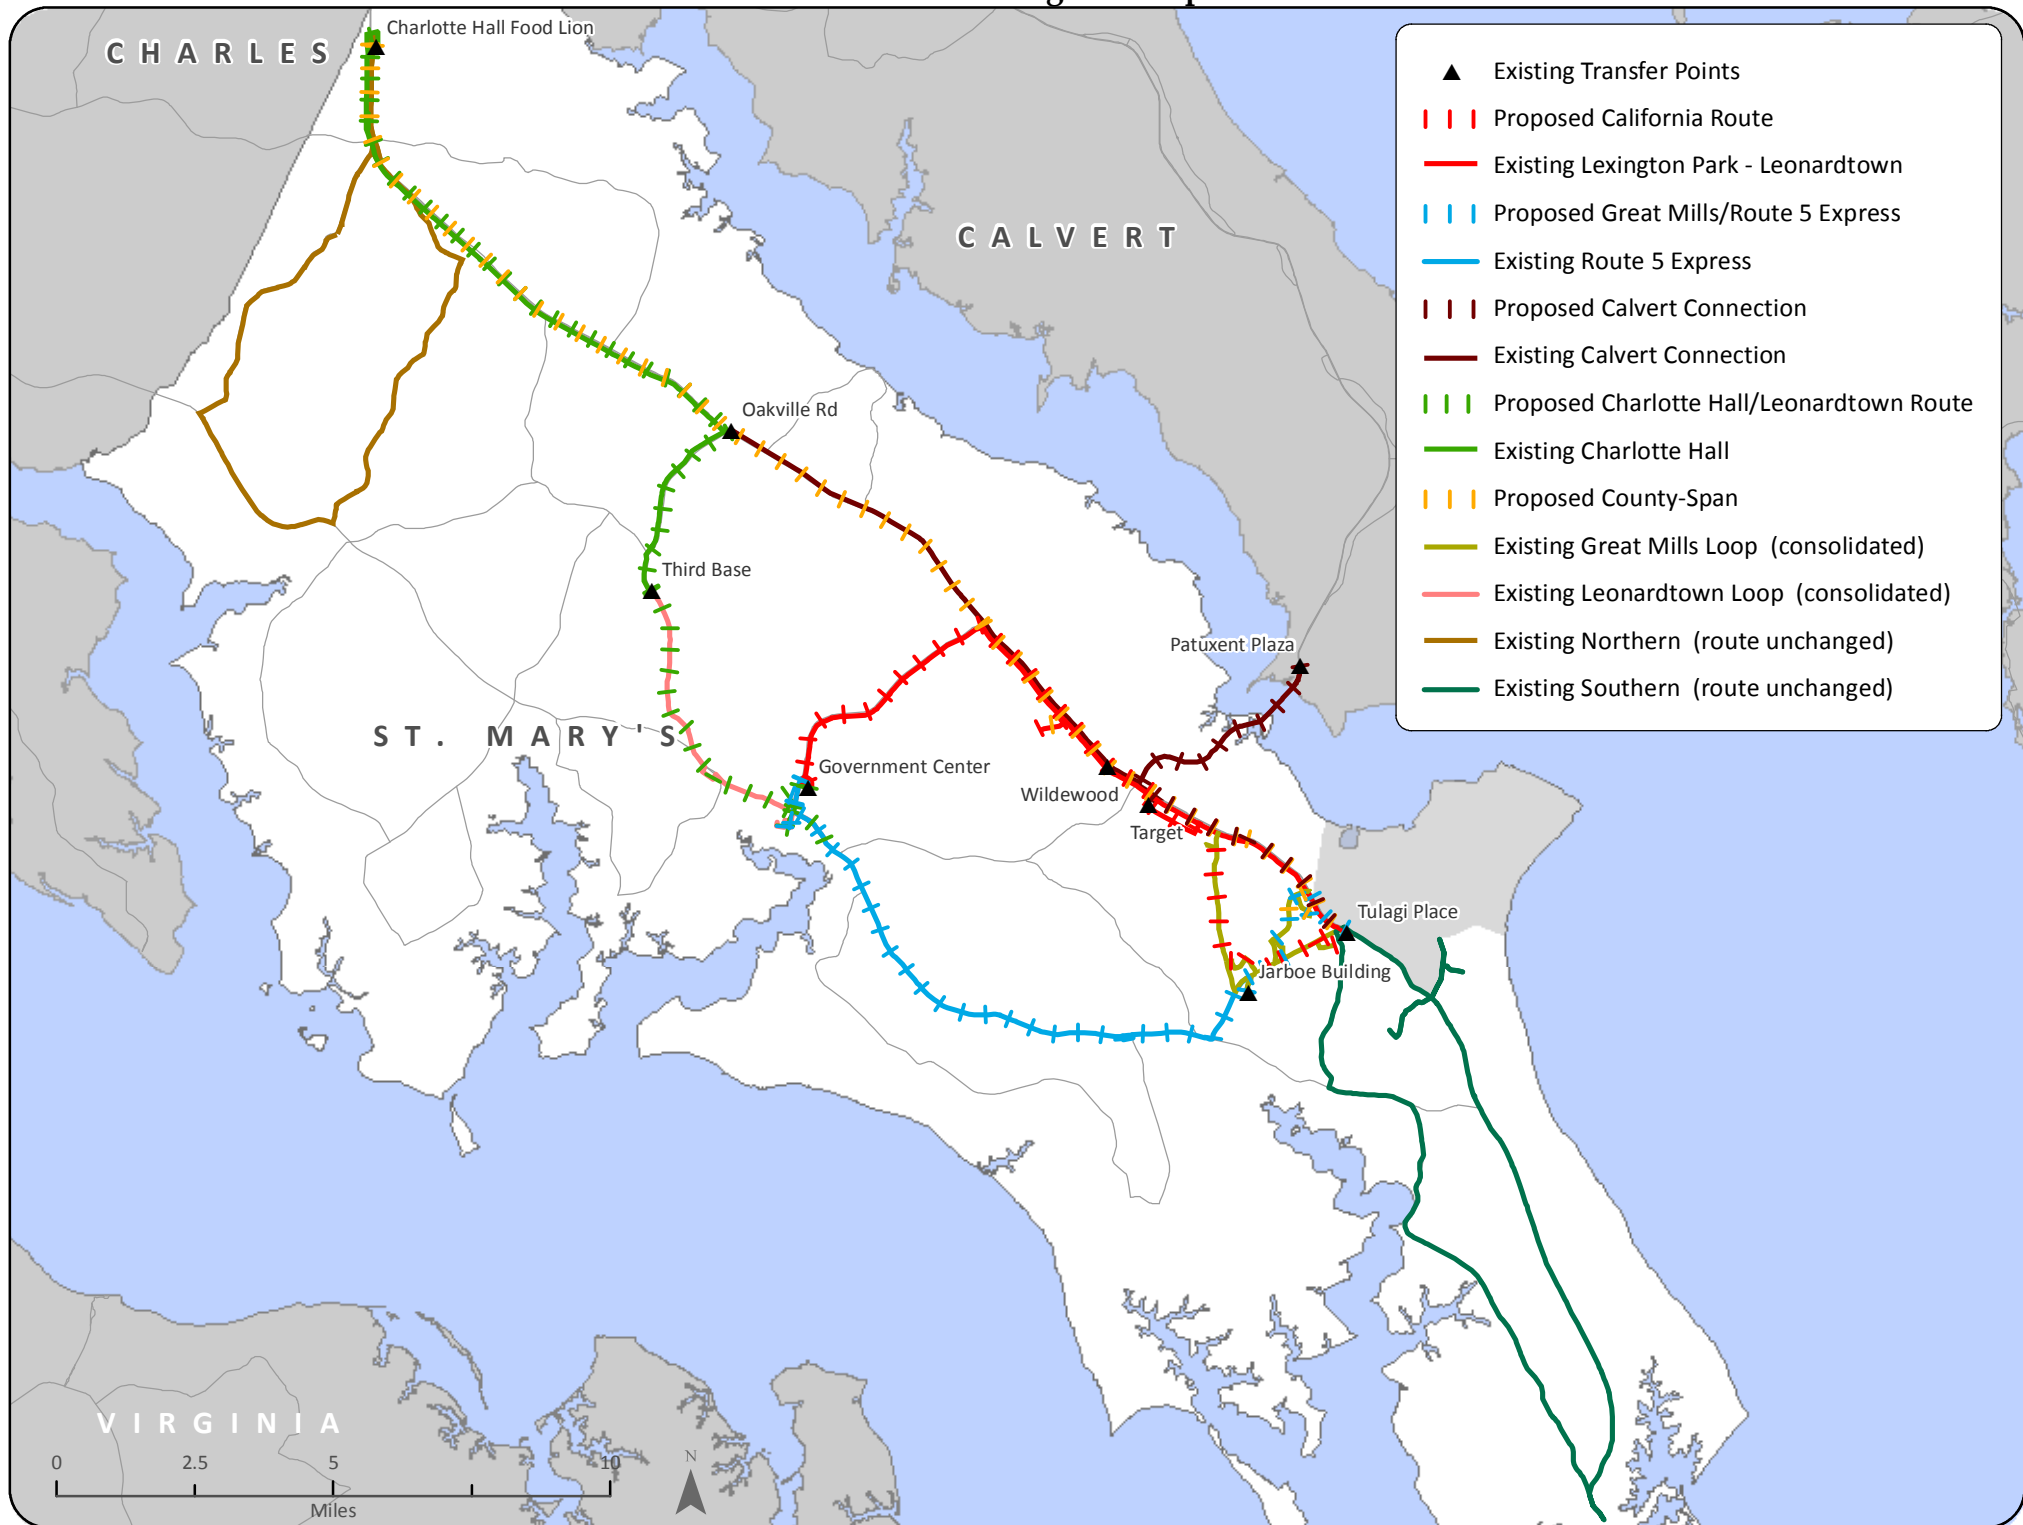 Charlotte Hall Food Lion
CHARLES
CALVERT
Oakville Rd
Third Base
Patuxent Plaza
ST. MARY'S
Government Center
Wildewood
Target
Tulagi Place
Jarboe Building
VIRGINIA
0 2.5 5 10
Miles
N
Existing Transfer Points
Proposed California Route
Existing Lexington Park - Leonardtown
Proposed Great Mills/Route 5 Express
Existing Route 5 Express
Proposed Calvert Connection
Existing Calvert Connection
Proposed Charlotte Hall/Leonardtown Route
Existing Charlotte Hall
Proposed County-Span
Existing Great Mills Loop (consolidated)
Existing Leonardtown Loop (consolidated)
Existing Northern (route unchanged)
Existing Southern (route unchanged)